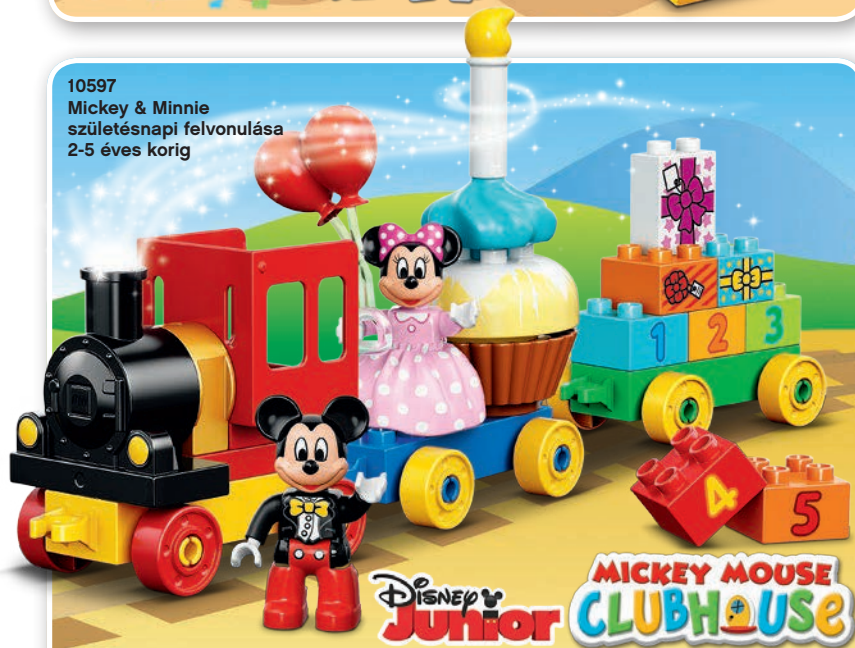 10597
Mickey & Minnie
születésnapi felvonulása
2-5 éves korig
1 2 3
4 5
Disney
Junior
MICKEY MOUSE
CLUBHOUSE